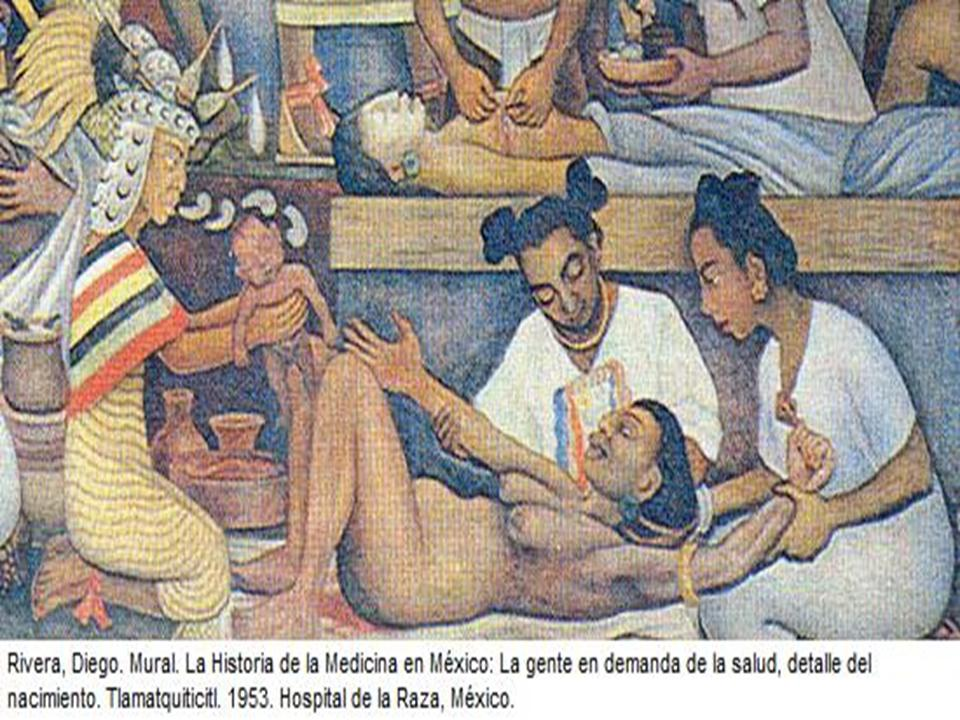 Rivera, Diego. Mural. La Historia de la Medicina en México: La gente en demanda de la salud, detalle del
nacimiento. Tlamatquiticitl. 1953. Hospital de la Raza, México.